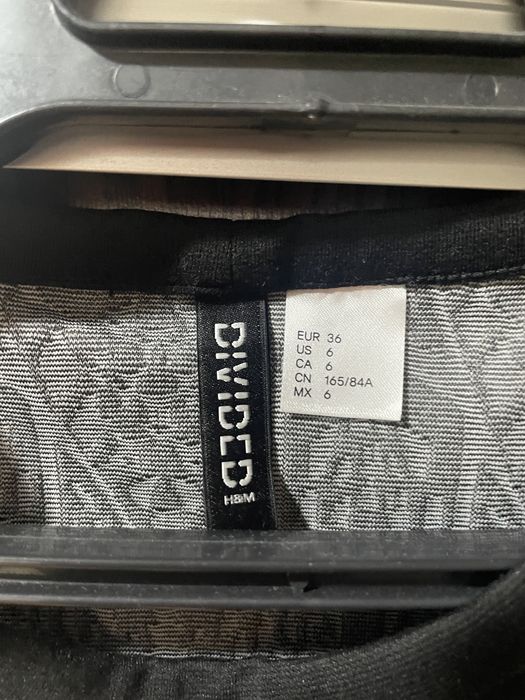 DIVIDED
H&M
EUR 36
US 6
CA 6
CN 165/84A
MX 6